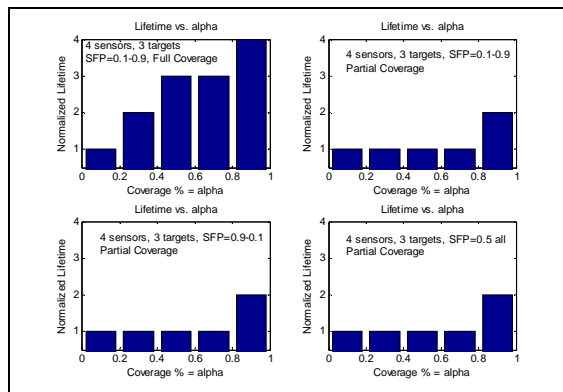 Lifetime vs. alpha
4 sensors, 3 targets
SFP=0.1-0.9, Full Coverage
Normalized Lifetime
4
3
2
1
0 0.2 0.4 0.6 0.8 1
Coverage % = alpha
Lifetime vs. alpha
4 sensors, 3 targets, SFP=0.1-0.9
Partial Coverage
Normalized Lifetime
4
3
2
1
0 0.2 0.4 0.6 0.8 1
Coverage % = alpha
Lifetime vs. alpha
4 sensors, 3 targets, SFP=0.9-0.1
Partial Coverage
Normalized Lifetime
4
3
2
1
0 0.2 0.4 0.6 0.8 1
Coverage % = alpha
Lifetime vs. alpha
4 sensors, 3 targets, SFP=0.5 all
Partial Coverage
Normalized Lifetime
4
3
2
1
0 0.2 0.4 0.6 0.8 1
Coverage % = alpha